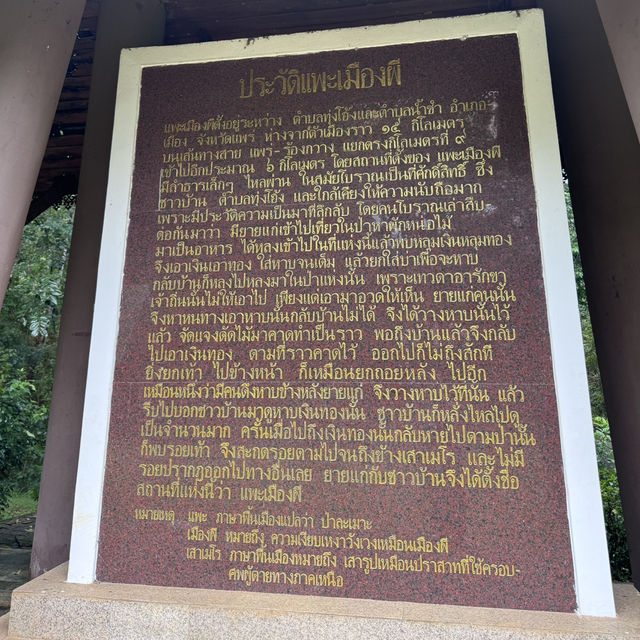 ประวัติแพะเมืองผี
แพะเมืองผีตั้งอยู่ระหว่าง ตำบลทุ่งโฮ้งและตำบลน้ำชำ อำเภอ-
เมือง จังหวัดแพร่ ห่างจากตัวเมืองราว ๑๕ กิโลเมตร
บนเส้นทางสาย แพร่-ร้องกวาง แยกตรงกิโลเมตรที่ ๙
เข้าไปอีกประมาณ ๖ กิโลเมตร โดยสถานที่ตั้งของ แพะเมืองผี
มีลำธารเล็กๆ ไหลผ่าน ในสมัยโบราณเป็นที่ศักดิ์สิทธิ์ ซึ่ง
ชาวบ้าน ตำบลทุ่งโฮ้ง และใกล้เคียงให้ความนับถือมาก
เพราะมีประวัติความเป็นมาที่ลึกลับ โดยคนโบราณเล่าสืบ-
ต่อกันมาว่า มียายแก่เข้าไปเที่ยวในป่าหาผักหน่อไม้
มาเป็นอาหาร ได้หลงเข้าไปในที่แห่งนี้แล้วพบหลุมเงินหลุมทอง
จึงเอาเงินเอาทอง ใส่หาบจนเต็ม แล้วยกใส่บ่าเพื่อจะหาบ
กลับบ้านก็หลงไปหลงมาในป่าแห่งนั้น เพราะเทวดาอารักขา
เจ้าถิ่นนั้นไม่ให้เอาไป เพียงแต่เอามาอวดให้เห็น ยายแก่คนนั้น
จึงหาหนทางเอาหาบนั้นกลับบ้านไม่ได้ จึงได้วางหาบนั้นไว้
แล้ว จัดแจงตัดไม้มาคาดทำเป็นราว พอถึงบ้านแล้วจึงกลับ
ไปเอาเงินทอง ตามที่ราวคาดไว้ ออกไปก็ไม่ถึงสักที
ยิ่งยกเท้า ไปข้างหน้า ก็เหมือนยกถอยหลัง ไปอีก
เหมือนหนึ่งว่ามีคนดึงหาบข้างหลังยายแก่ จึงวางหาบไว้ที่นั้น แล้ว
รีบไปบอกชาวบ้านมาดูหาบเงินทองนั้น ชาวบ้านก็หลั่งไหลไปดู
เป็นจำนวนมาก ครั้นเมื่อไปถึงเงินทองนั้นกลับหายไปตามป่านั้น
ก็พบรอยเท้า จึงสะกดรอยตามไปจนถึงข้างเสาเมโร และไม่มี
รอยปรากฏออกไปทางอื่นเลย ยายแก่กับชาวบ้านจึงได้ตั้งชื่อ
สถานที่แห่งนี้ว่า แพะเมืองผี
หมายเหตุ แพะ ภาษาพื้นเมืองแปลว่า ป่าละเมาะ
เมืองผี หมายถึง ความเงียบเหงาวังเวงเหมือนเมืองผี
เสาเมโร ภาษาพื้นเมืองหมายถึง เสารูปเหมือนปราสาทที่ใช้ครอบ-
ศพผู้ตายทางภาคเหนือ